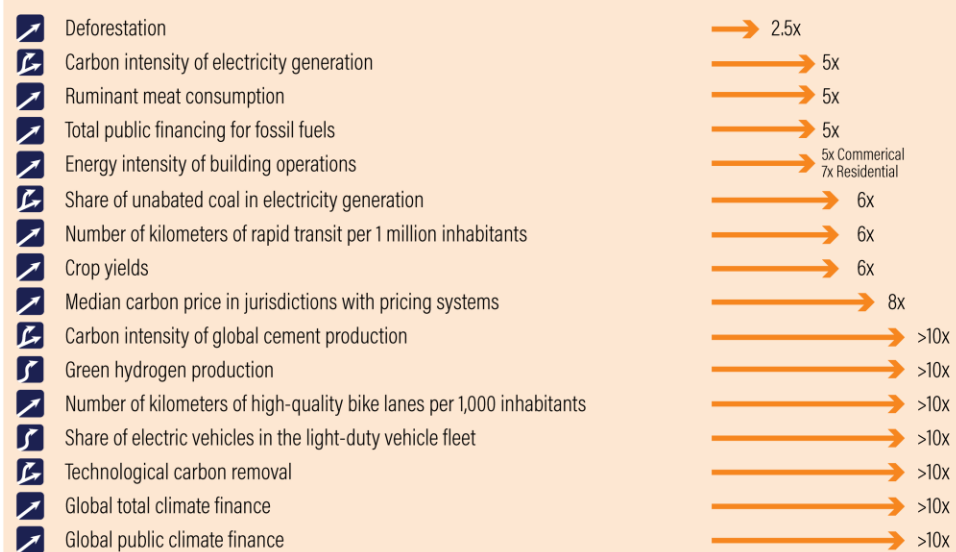 Deforestation 2.5x
Carbon intensity of electricity generation 5x
Ruminant meat consumption 5x
Total public financing for fossil fuels 5x
Energy intensity of building operations 5x Commerical
7x Residential
Share of unabated coal in electricity generation 6x
Number of kilometers of rapid transit per 1 million inhabitants 6x
Crop yields 6x
Median carbon price in jurisdictions with pricing systems 8x
Carbon intensity of global cement production >10x
Green hydrogen production >10x
Number of kilometers of high-quality bike lanes per 1,000 inhabitants >10x
Share of electric vehicles in the light-duty vehicle fleet >10x
Technological carbon removal >10x
Global total climate finance >10x
Global public climate finance >10x